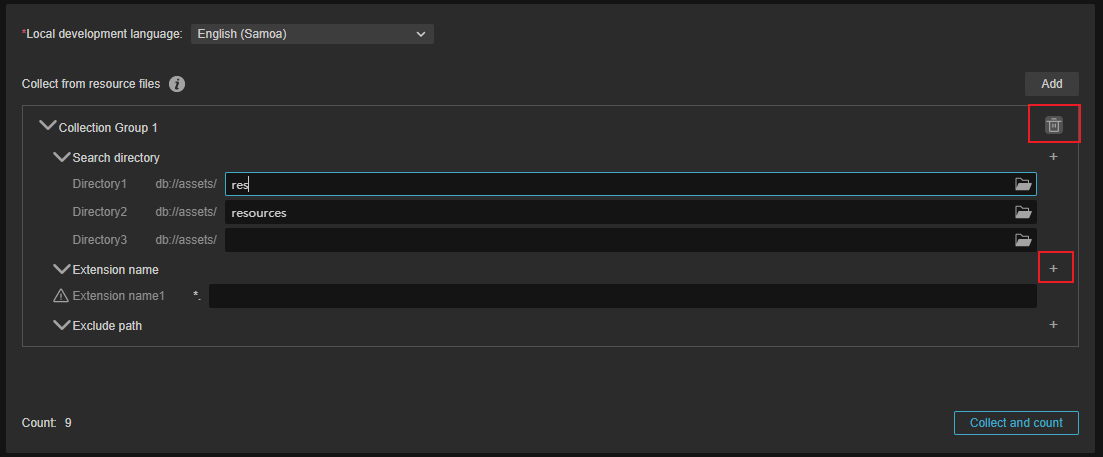 *Local development language: English (Samoa)
Collect from resource files Add
Collection Group 1
Search directory +
Directory1 db://assets/ res
Directory2 db://assets/ resources
Directory3 db://assets/
Extension name +
Extension name1 *.
Exclude path +
Count: 9 Collect and count